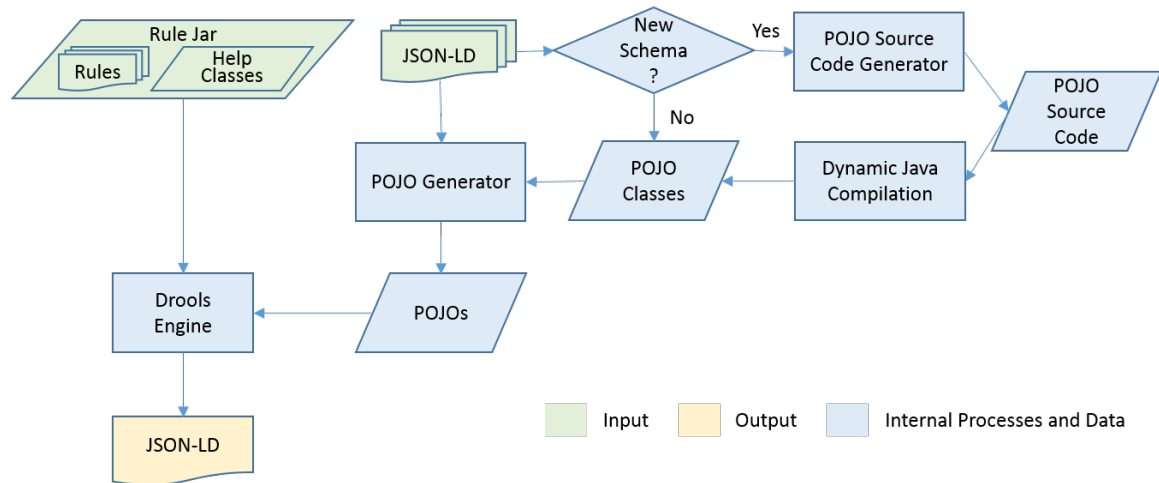 Rule Jar
Rules
Help
Classes
JSON-LD
New
Schema
?
Yes
No
POJO Source
Code Generator
POJO
Source
Code
POJO Generator
POJO
Classes
Dynamic Java
Compilation
Drools
Engine
POJOs
JSON-LD
Input
Output
Internal Processes and Data